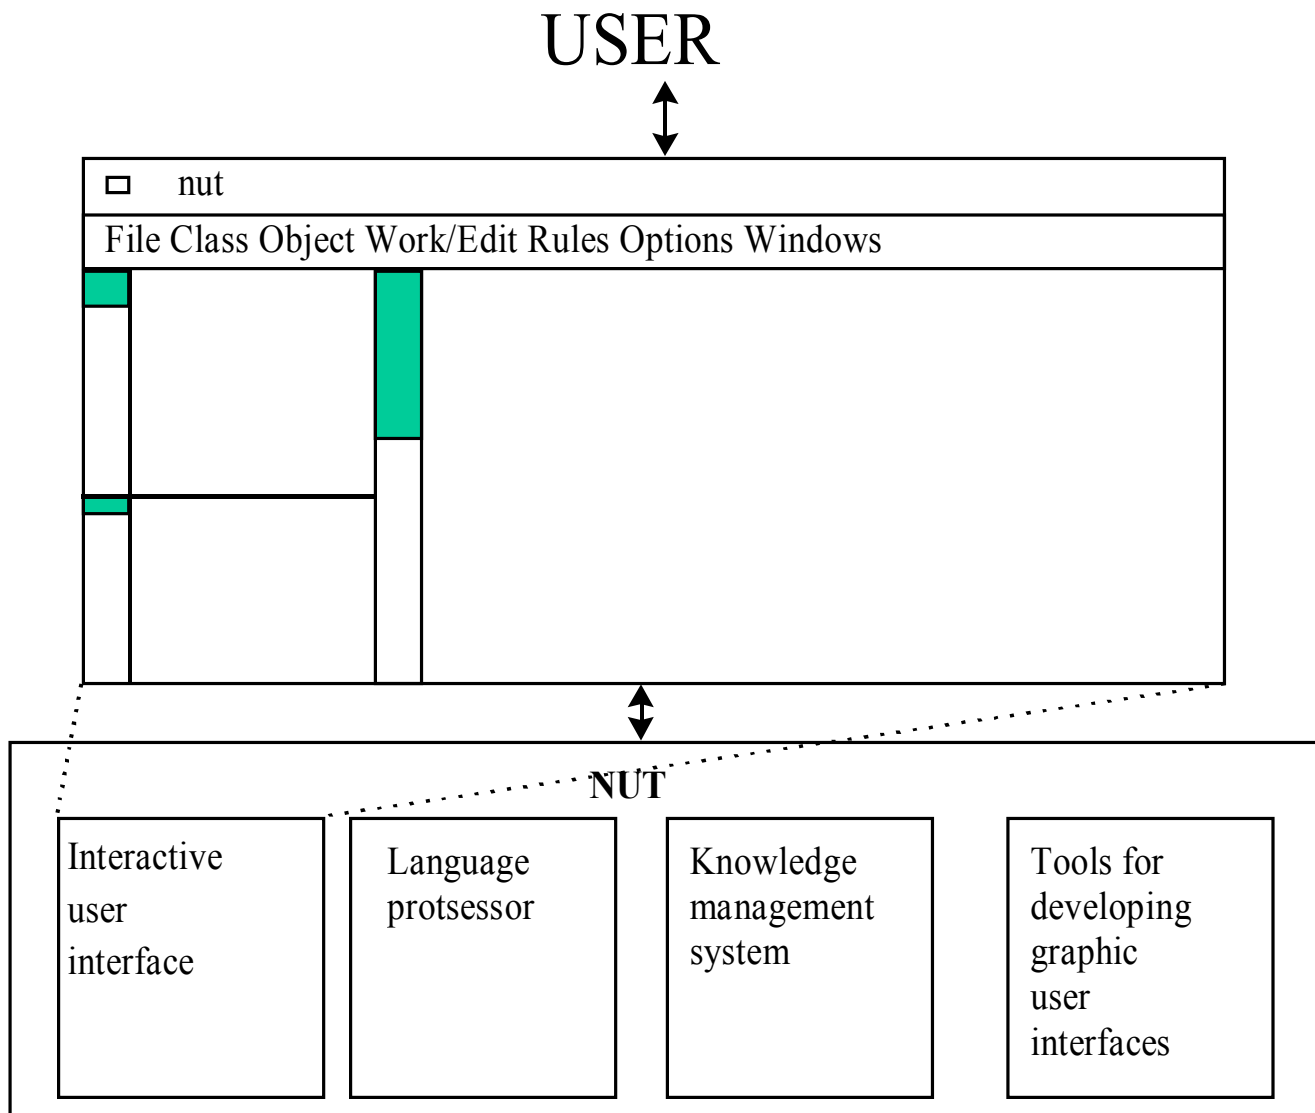 USER
nut
File Class Object Work/Edit Rules Options Windows
NUT
Interactive
user
interface
Language
protsessor
Knowledge
management
system
Tools for
developing
graphic
user
interfaces